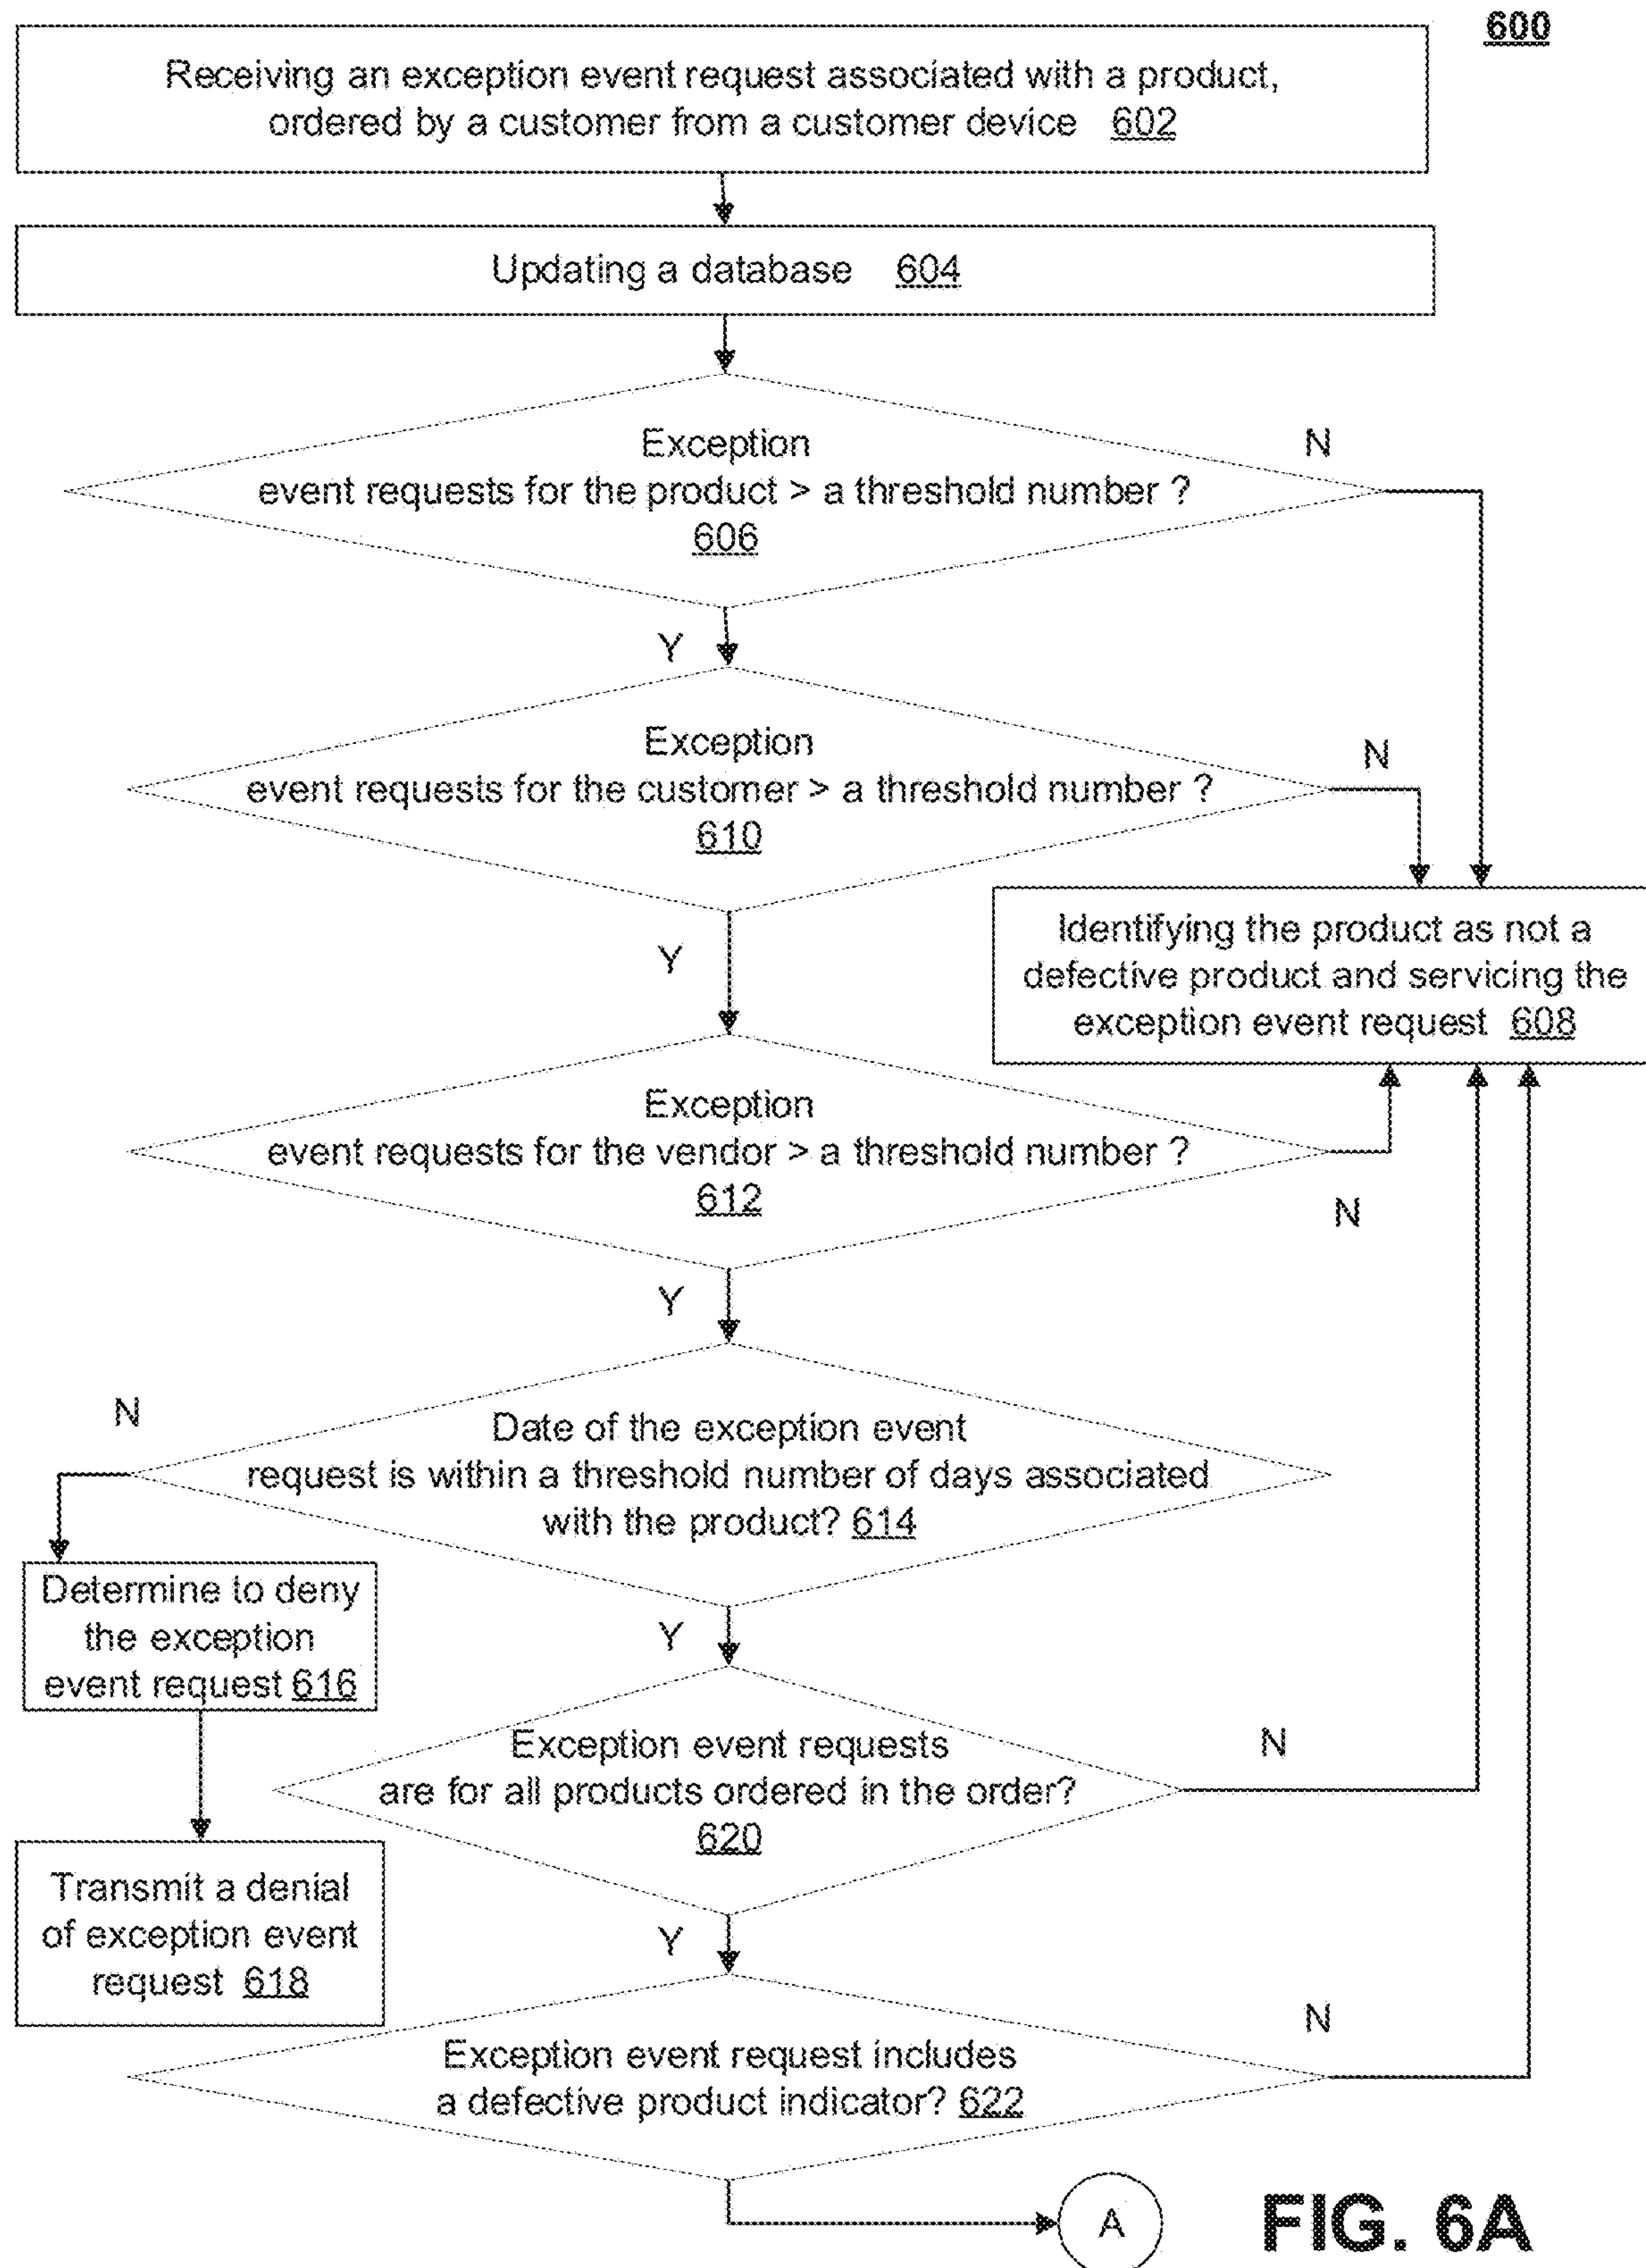 600
Receiving an exception event request associated with a product,
ordered by a customer from a customer device 602
Updating a database 604
Exception
event requests for the product > a threshold number ?
606
N
Y
Exception
event requests for the customer > a threshold number ?
610
N
Y
Identifying the product as not a
defective product and servicing the
exception event request 608
Exception
event requests for the vendor > a threshold number ?
612
N
Y
N
Date of the exception event
request is within a threshold number of days associated
with the product? 614
Determine to deny
the exception
event request 616
Y
Exception event requests
are for all products ordered in the order?
620
N
Transmit a denial
of exception event
request 618
Y
N
Exception event request includes
a defective product indicator? 622
A
FIG. 6A